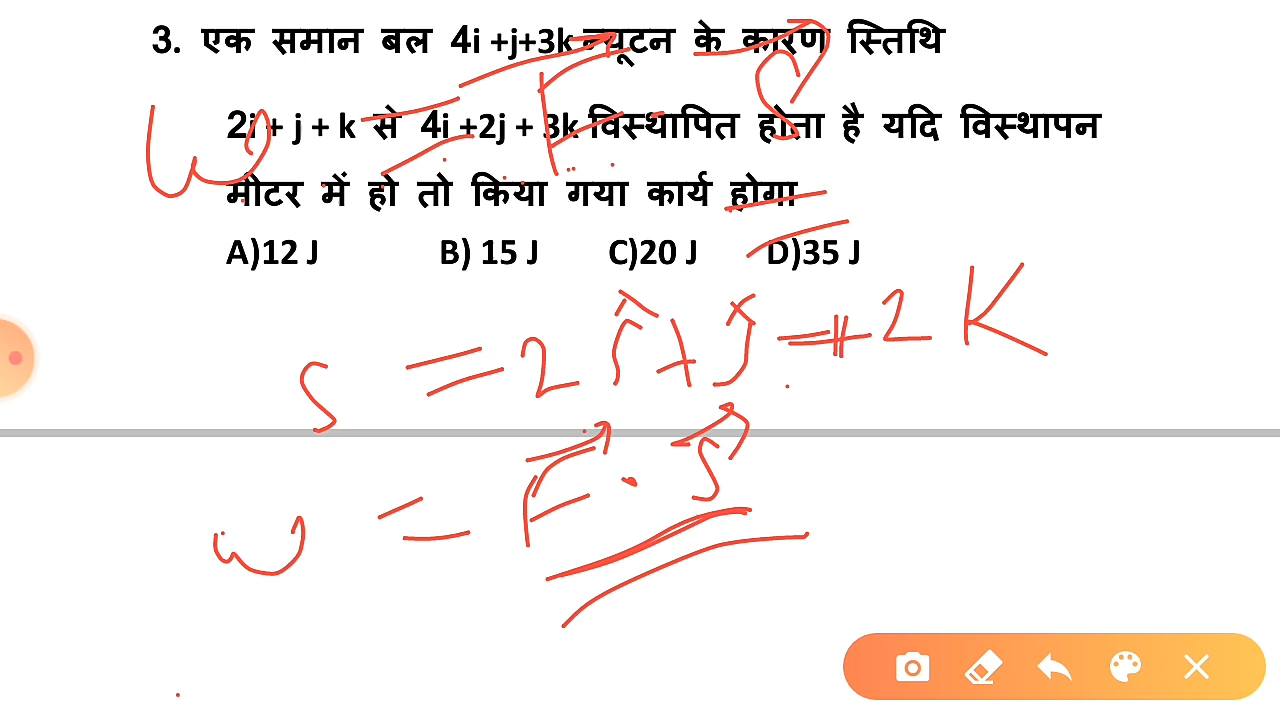 3. एक समान बल 4i +j+3k न्यूटन के कारण स्तिथि
2i + j + k से 4i +2j + 3k विस्थापित होता है यदि विस्थापन
मीटर में हो तो किया गया कार्य होगा
A)12 J B) 15 J C)20 J D)35 J
W = F S
S = 2î + ĵ + 2K
w = F · S